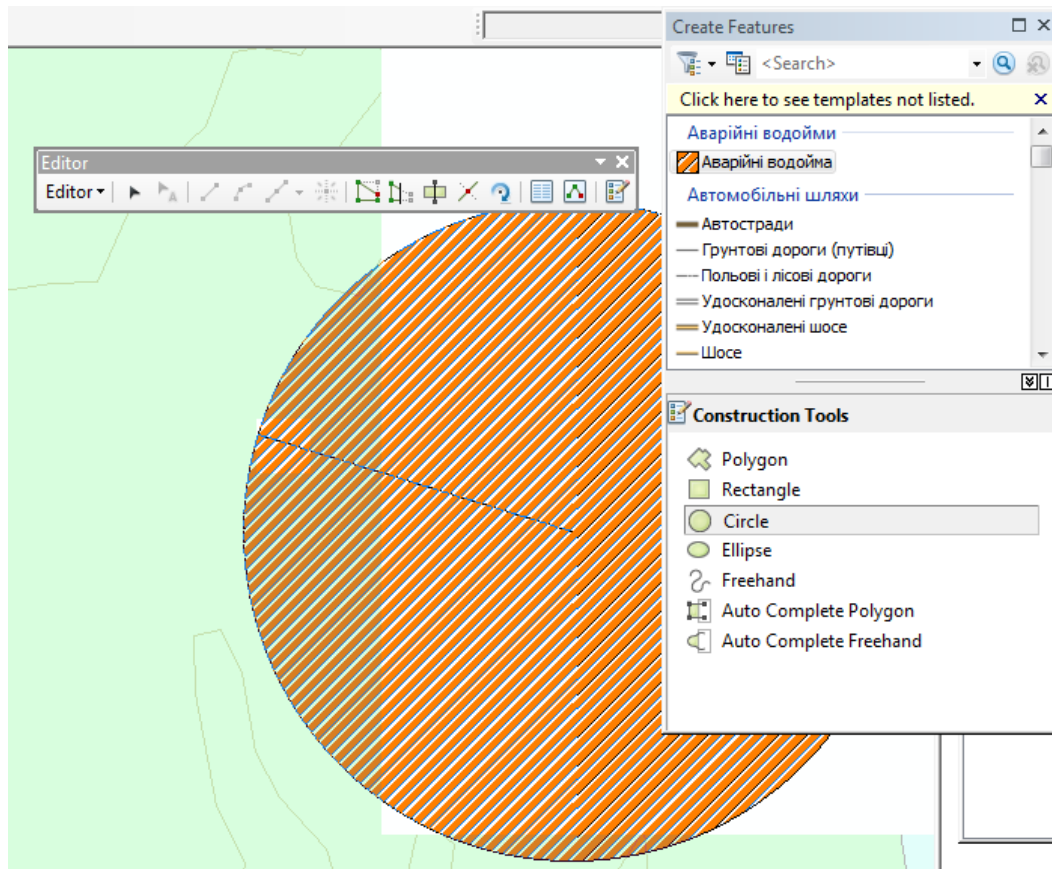 Create Features
<Search>
Click here to see templates not listed.
Аварійні водойми
Аварійні водойма
Автомобільні шляхи
Автостради
Грунтові дороги (путівці)
Польові і лісові дороги
Удосконалені грунтові дороги
Удосконалені шосе
Шосе
Editor
Editor
Construction Tools
Polygon
Rectangle
Circle
Ellipse
Freehand
Auto Complete Polygon
Auto Complete Freehand